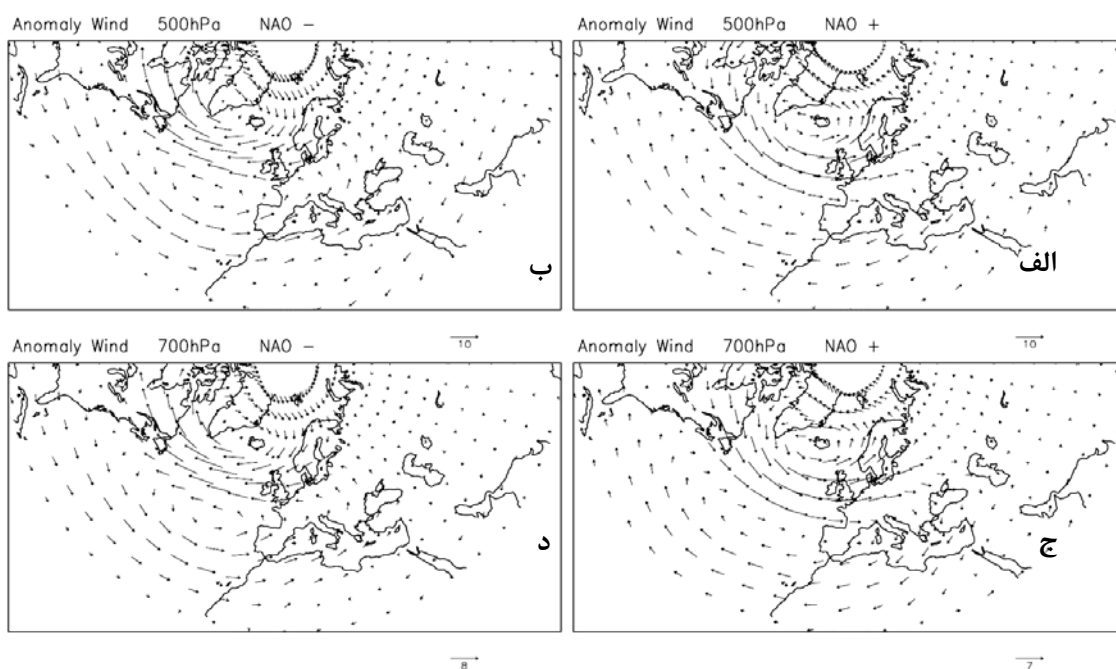 Anomaly Wind 500hPa NAO −
Anomaly Wind 500hPa NAO +
ب
الف
10
10
Anomaly Wind 700hPa NAO −
Anomaly Wind 700hPa NAO +
د
ج
8
7